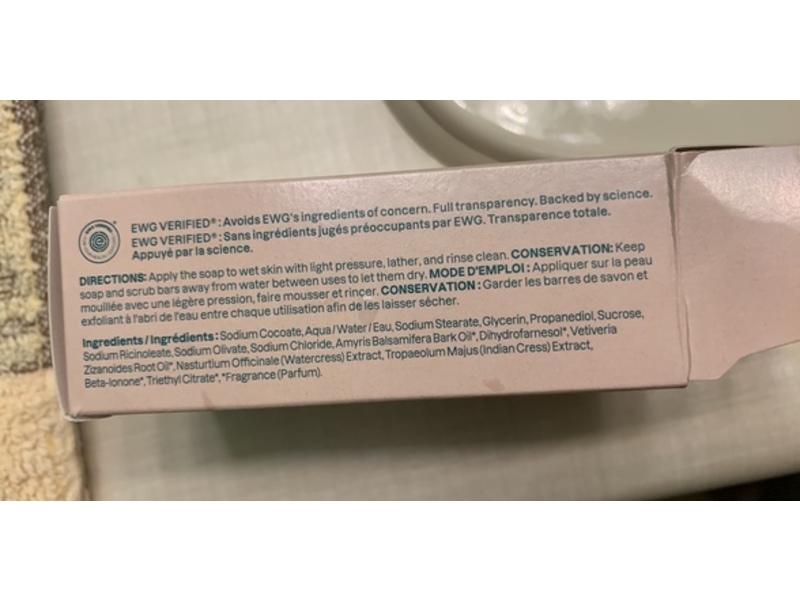 EWG VERIFIED®: Avoids EWG's ingredients of concern. Full transparency. Backed by science.
EWG VERIFIED®: Sans ingrédients jugés préoccupants par EWG. Transparence totale.
Appuyé par la science.
DIRECTIONS: Apply the soap to wet skin with light pressure, lather, and rinse clean. CONSERVATION: Keep
soap and scrub bars away from water between uses to let them dry. MODE D'EMPLOI : Appliquer sur la peau
mouillée avec une légère pression, faire mousser et rincer. CONSERVATION : Garder les barres de savon et
exfoliant à l'abri de l'eau entre chaque utilisation afin de les laisser sécher.
Ingredients / Ingrédients : Sodium Cocoate, Aqua / Water / Eau, Sodium Stearate, Glycerin, Propanediol, Sucrose,
Sodium Ricinoleate, Sodium Olivate, Sodium Chloride, Amyris Balsamifera Bark Oil*, Dihydrofarnesol*, Vetiveria
Zizanoides Root Oil*, Nasturtium Officinale (Watercress) Extract, Tropaeolum Majus (Indian Cress) Extract,
Beta-Ionone*, Triethyl Citrate*, *Fragrance (Parfum).